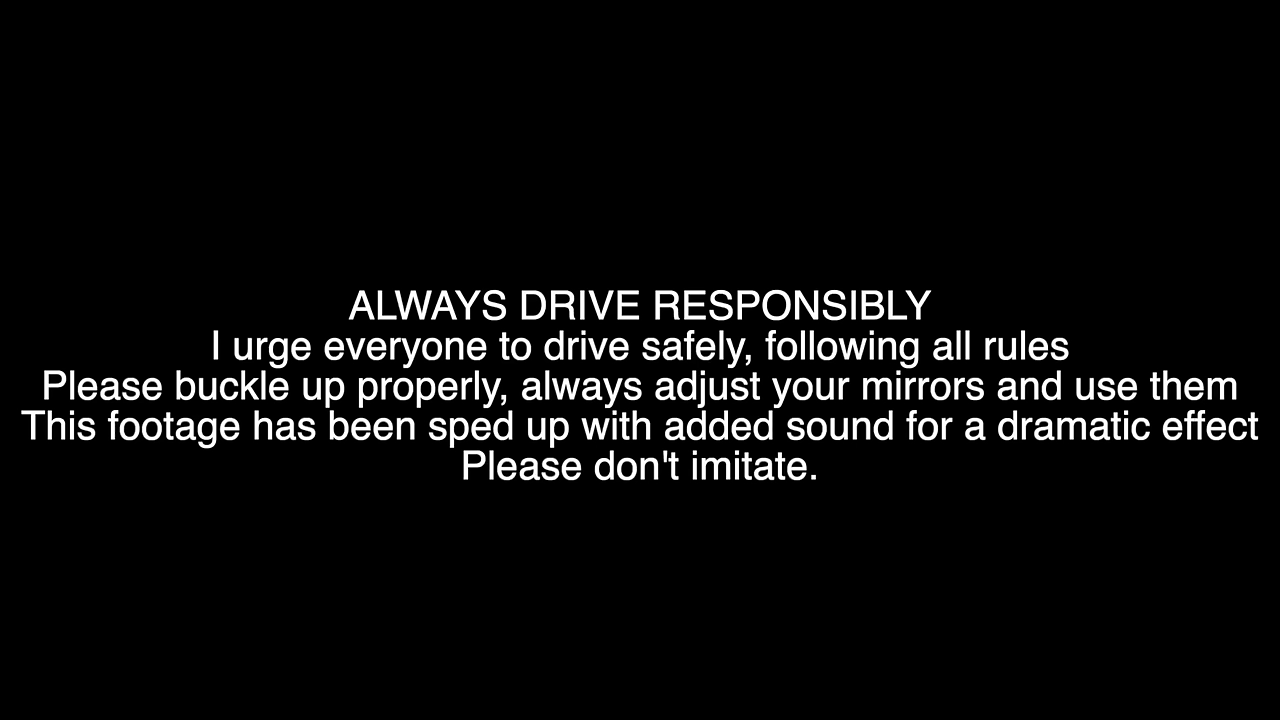 ALWAYS DRIVE RESPONSIBLY
I urge everyone to drive safely, following all rules
Please buckle up properly, always adjust your mirrors and use them
This footage has been sped up with added sound for a dramatic effect
Please don't imitate.